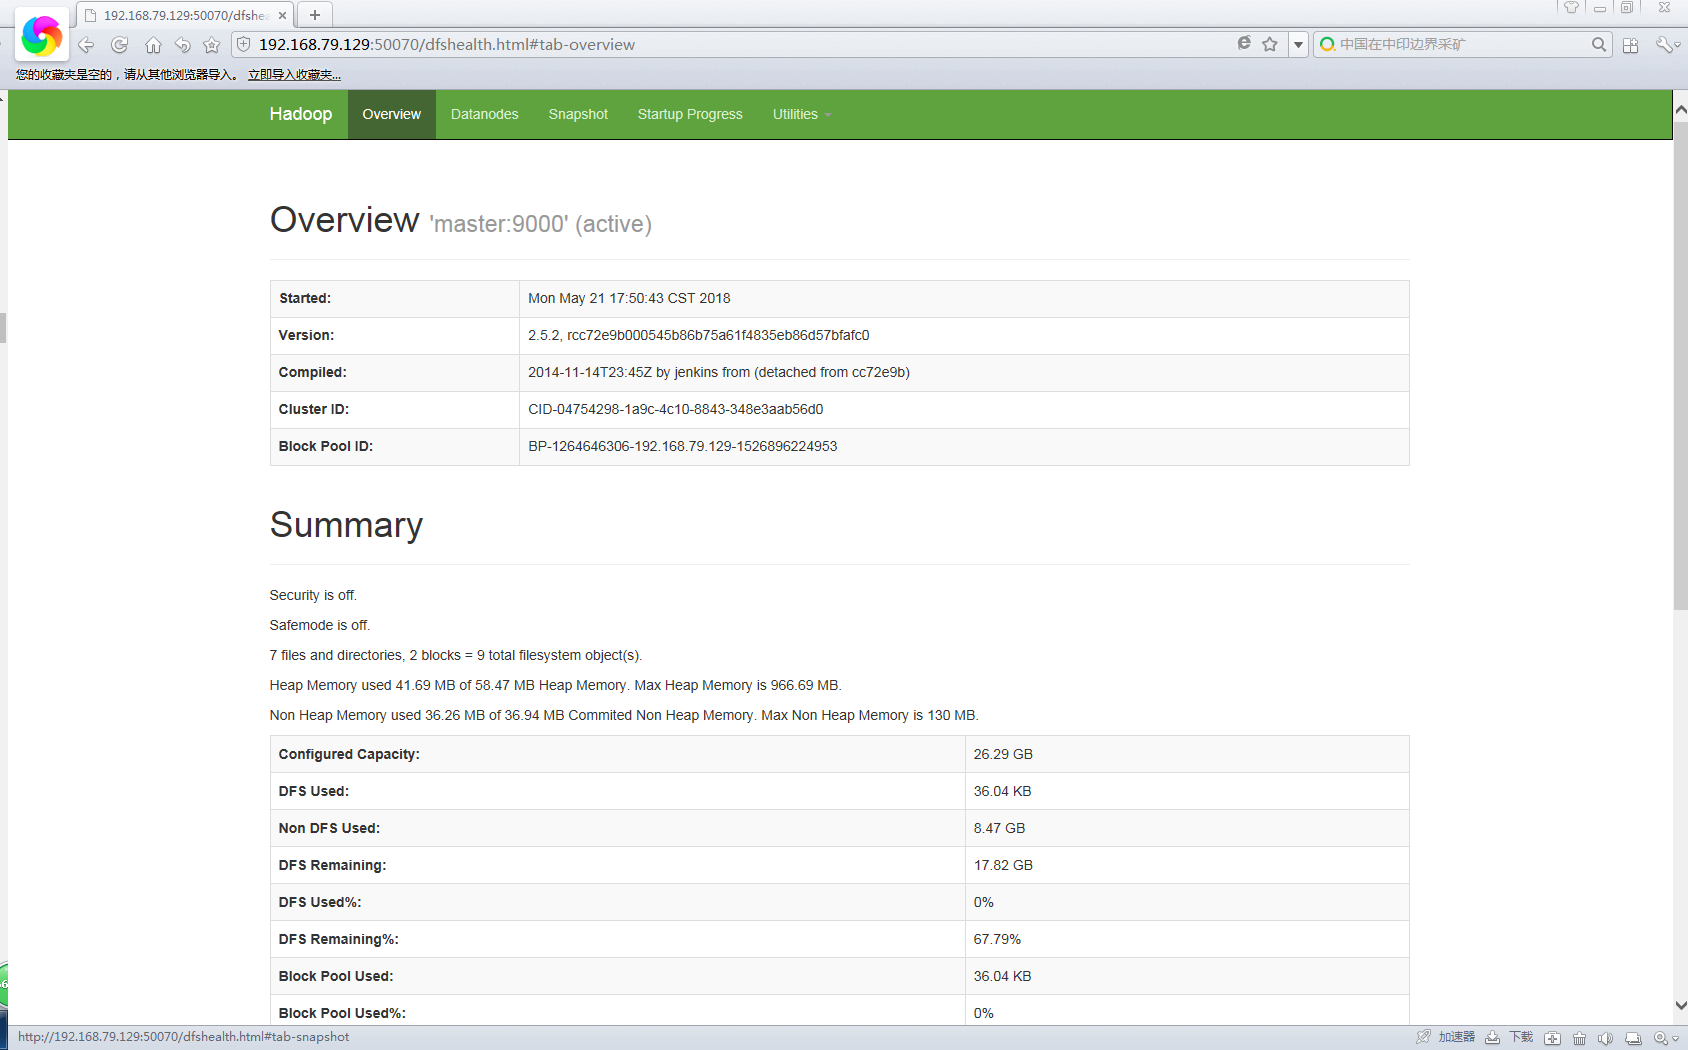 192.168.79.129:50070/dfshea
192.168.79.129:50070/dfshealth.html#tab-overview
中国在中印边界采矿
您的收藏夹是空的，请从其他浏览器导入。 立即导入收藏夹...
Hadoop Overview Datanodes Snapshot Startup Progress Utilities
Overview 'master:9000' (active)
Started: Mon May 21 17:50:43 CST 2018
Version: 2.5.2, rcc72e9b000545b86b75a61f4835eb86d57bfafc0
Compiled: 2014-11-14T23:45Z by jenkins from (detached from cc72e9b)
Cluster ID: CID-04754298-1a9c-4c10-8843-348e3aab56d0
Block Pool ID: BP-1264646306-192.168.79.129-1526896224953
Summary
Security is off.
Safemode is off.
7 files and directories, 2 blocks = 9 total filesystem object(s).
Heap Memory used 41.69 MB of 58.47 MB Heap Memory. Max Heap Memory is 966.69 MB.
Non Heap Memory used 36.26 MB of 36.94 MB Commited Non Heap Memory. Max Non Heap Memory is 130 MB.
Configured Capacity: 26.29 GB
DFS Used: 36.04 KB
Non DFS Used: 8.47 GB
DFS Remaining: 17.82 GB
DFS Used%: 0%
DFS Remaining%: 67.79%
Block Pool Used: 36.04 KB
Block Pool Used%: 0%
http://192.168.79.129:50070/dfshealth.html#tab-snapshot
加速器 下载